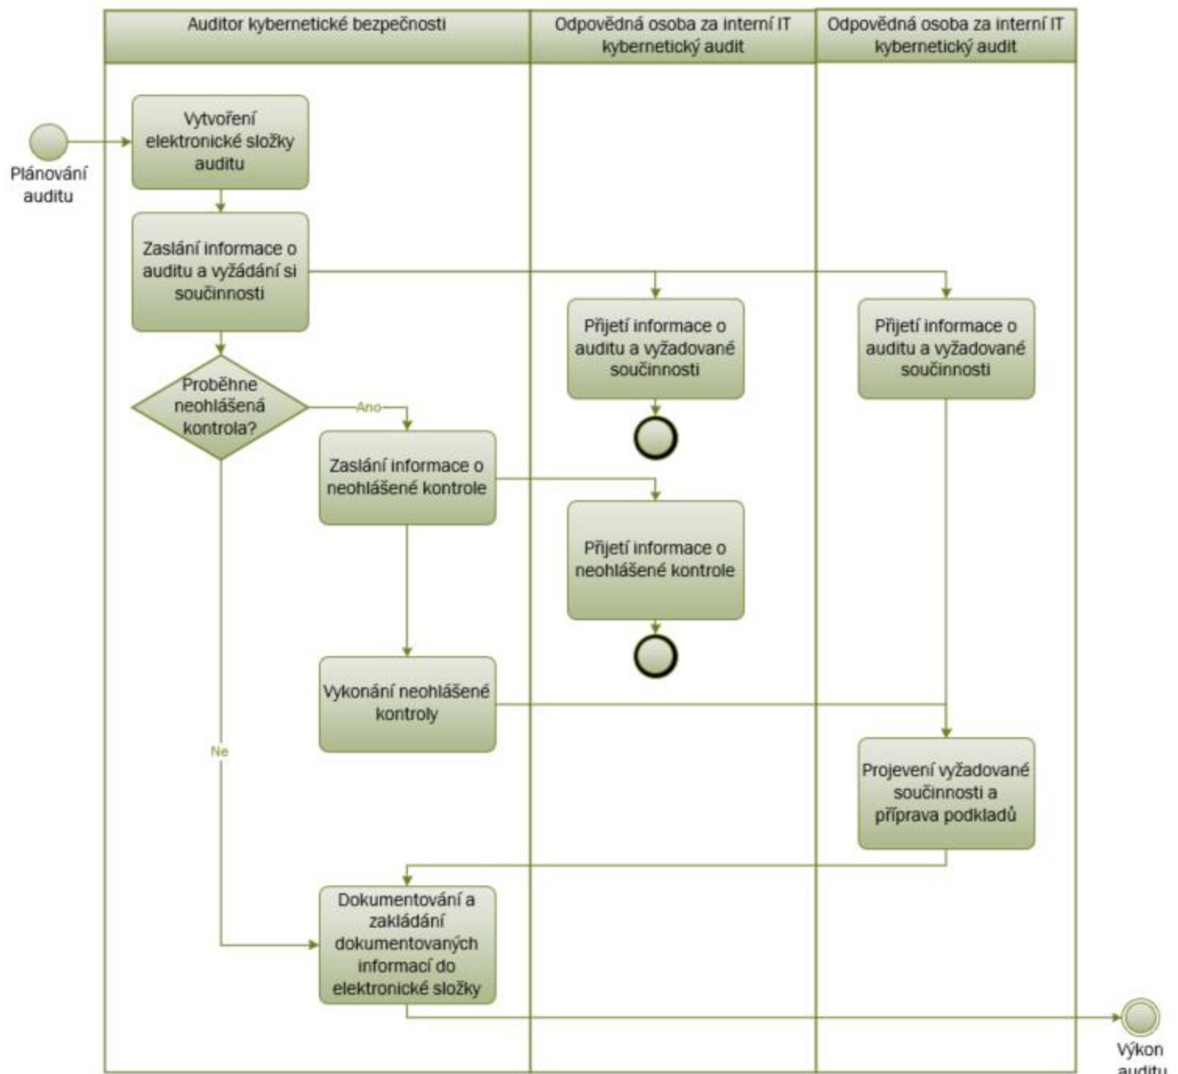 Auditor kybernetické bezpečnosti
Odpovědná osoba za interní IT
kybernetický audit
Odpovědná osoba za interní IT
kybernetický audit
Plánování
auditu
Vytvoření
elektronické složky
auditu
Zaslání informace o
auditu a vyžádání si
součinnosti
Přijetí informace o
auditu a vyžadované
součinnosti
Přijetí informace o
auditu a vyžadované
součinnosti
Proběhne
neohlášená
kontrola?
Ano
Zaslání informace o
neohlášené kontrole
Přijetí informace o
neohlášené kontrole
Vykonání neohlášené
kontroly
Ne
Projevení vyžadované
součinnosti a
příprava podkladů
Dokumentování a
zakládání
dokumentovaných
informací do
elektronické složky
Výkon
auditu